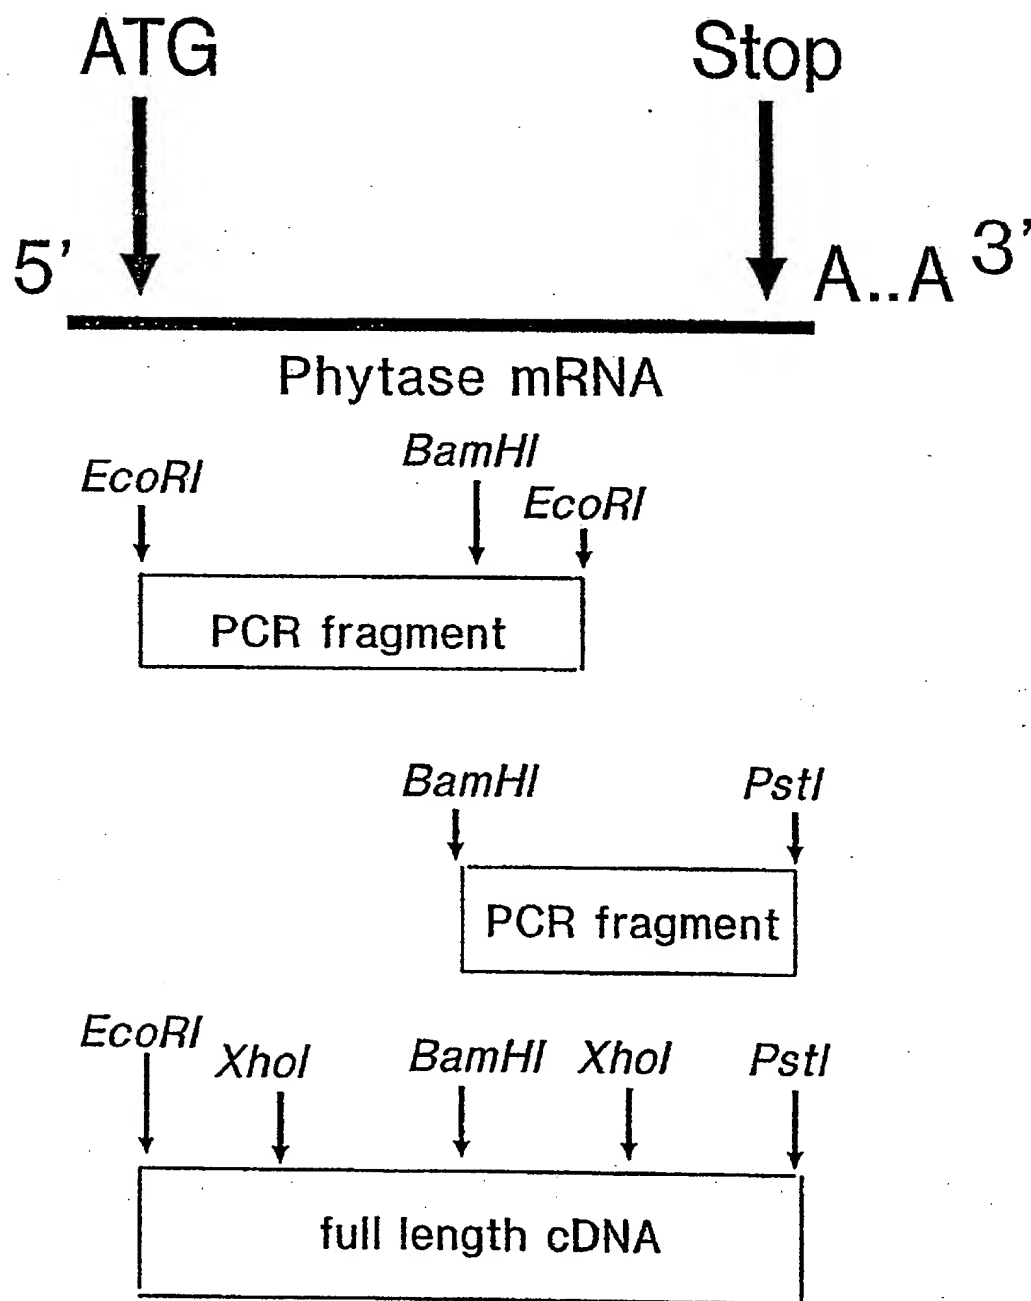 ATG Stop
5' A..A 3'
Phytase mRNA
EcoRI BamHI EcoRI
PCR fragment
BamHI PstI
PCR fragment
EcoRI XhoI BamHI XhoI PstI
full length cDNA